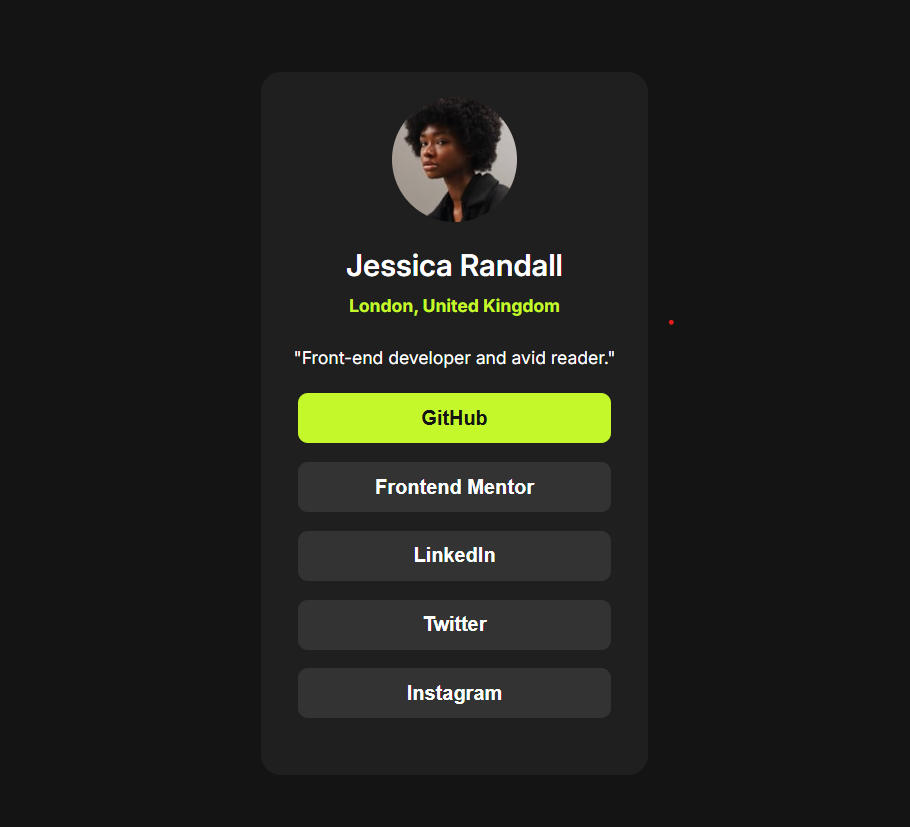 Jessica Randall
London, United Kingdom
"Front-end developer and avid reader."
GitHub
Frontend Mentor
LinkedIn
Twitter
Instagram